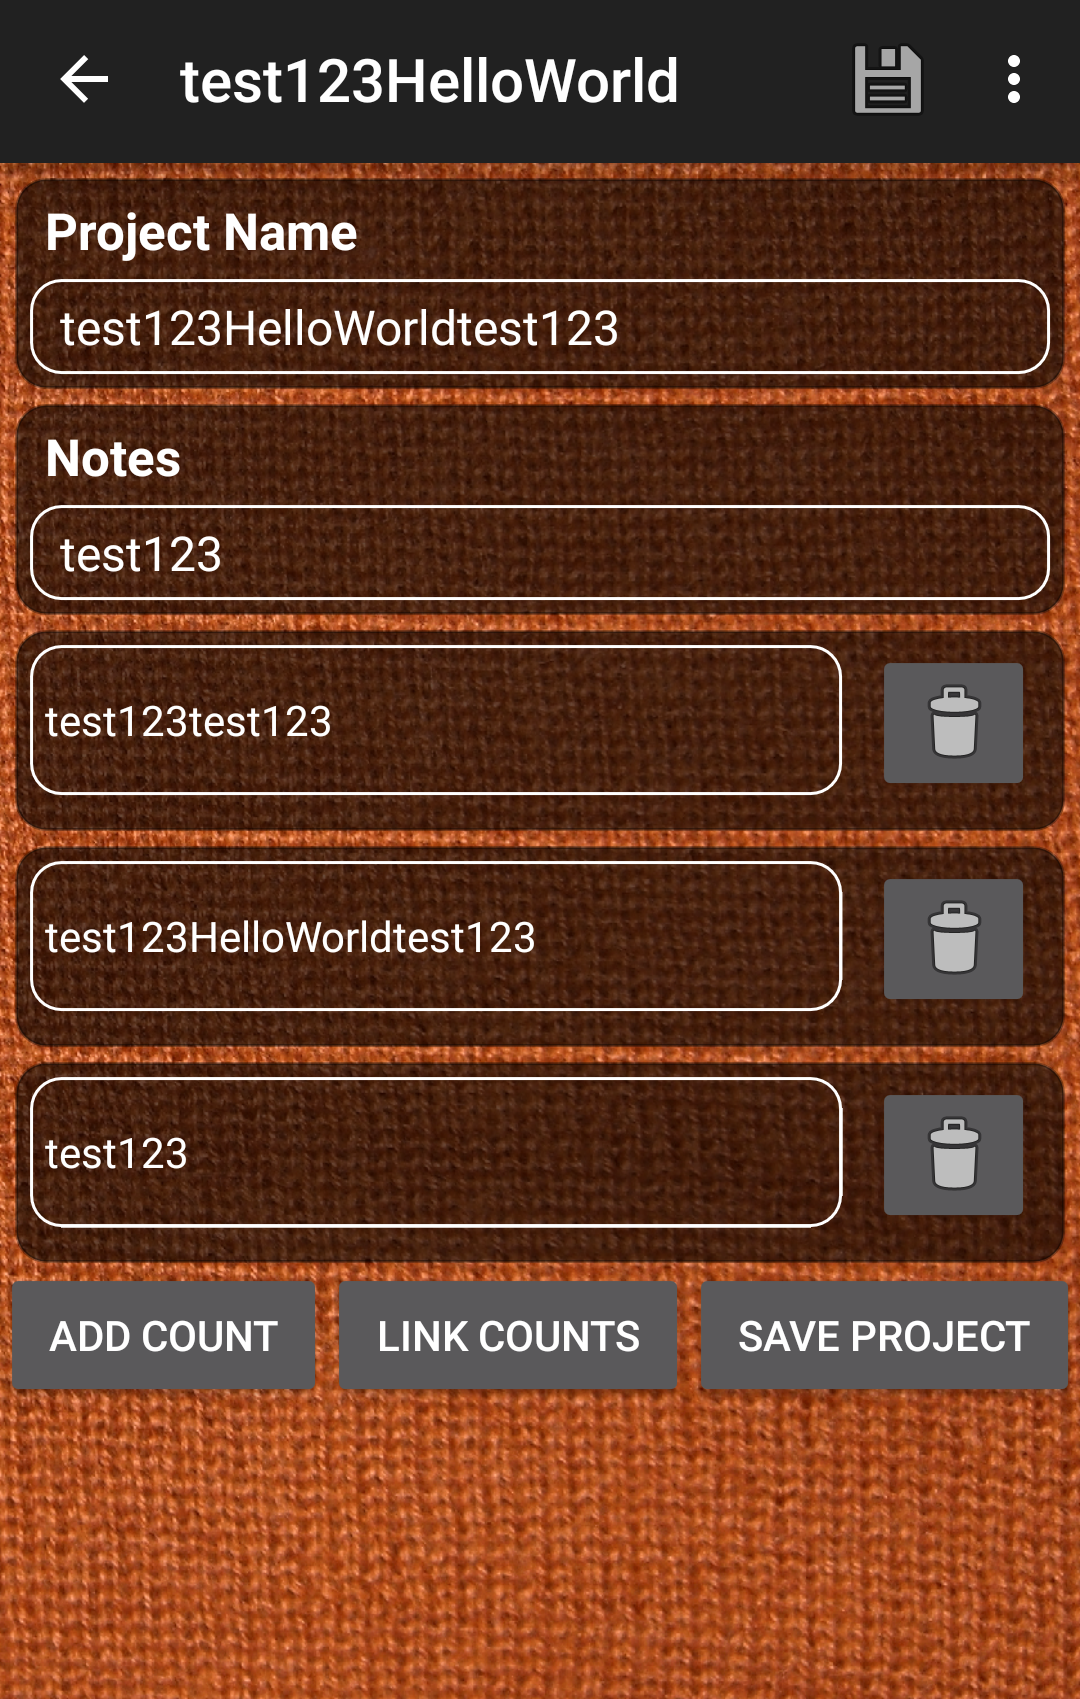 test123HelloWorld
Project Name
test123HelloWorldtest123
Notes
test123
test123test123
test123HelloWorldtest123
test123
ADD COUNT
LINK COUNTS
SAVE PROJECT